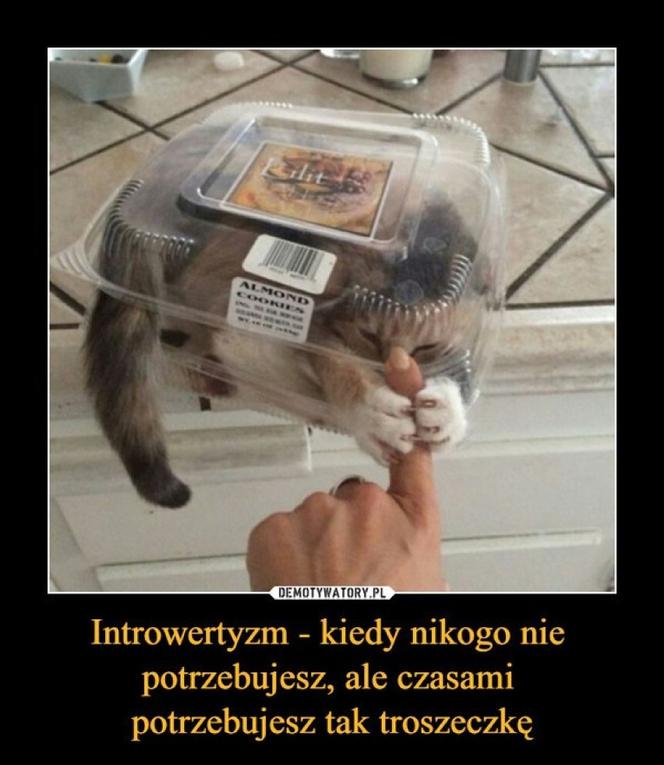 ALMOND
COOKIES
DEMOTYWATORY.PL
Introwertyzm - kiedy nikogo nie
potrzebujesz, ale czasami
potrzebujesz tak troszeczkę